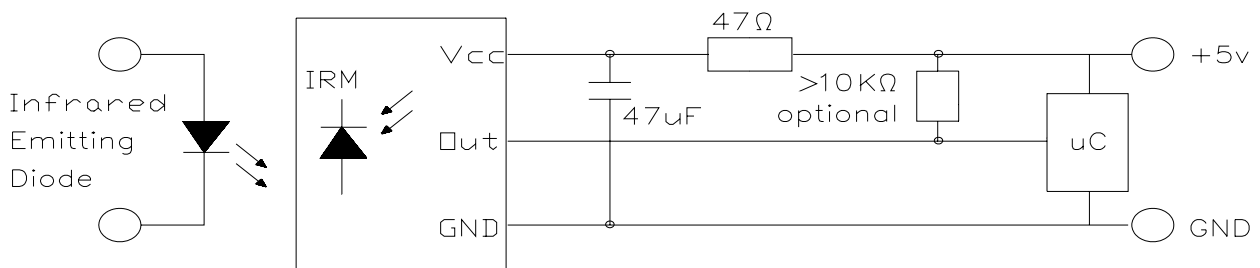 Infrared
Emitting
Diode
IRM
Vcc
Out
GND
47Ω
47uF
>10KΩ
optional
uC
+5v
GND